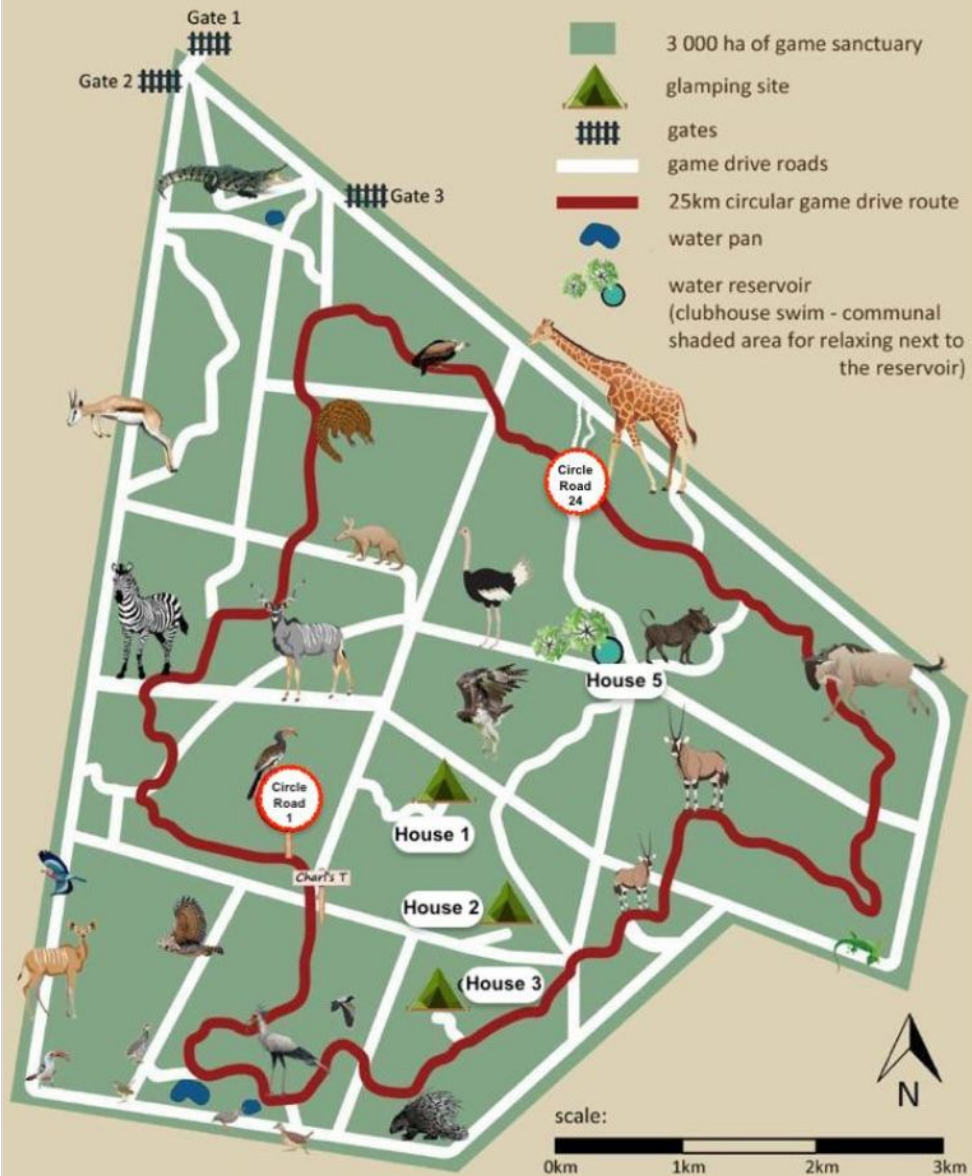 Gate 1
Gate 2
Gate 3
3 000 ha of game sanctuary
glamping site
gates
game drive roads
25km circular game drive route
water pan
water reservoir
(clubhouse swim - communal
shaded area for relaxing next to
the reservoir)
Circle
Road
24
House 5
Circle
Road
1
House 1
Charl's T
House 2
(House 3
N
scale:
0km 1km 2km 3km